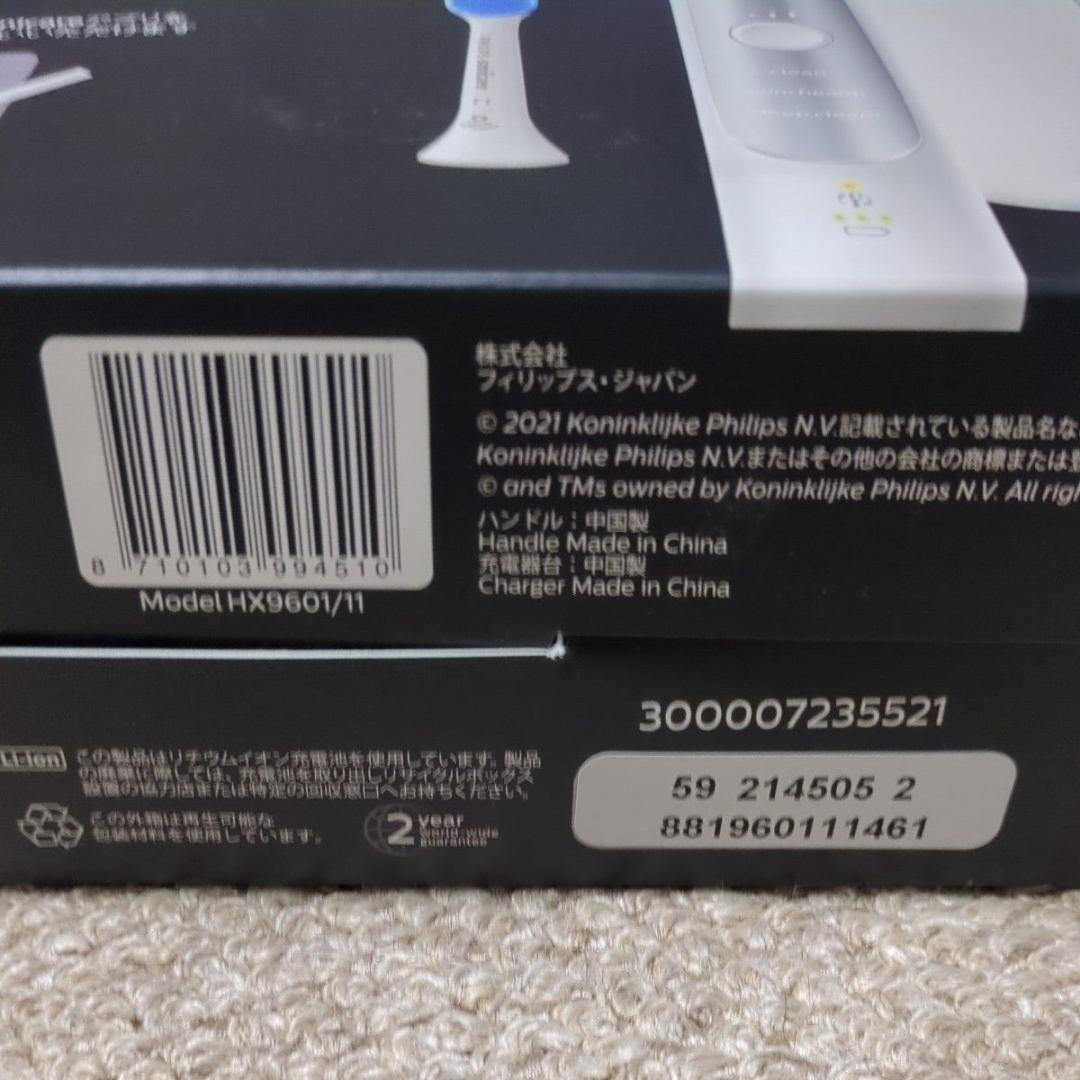 clean
株式会社
フィリップス・ジャパン
© 2021 Koninklijke Philips N.V.記載されている製品名な
Koninklijke Philips N.V.またはその他の会社の商標または登
© and TMs owned by Koninklijke Philips N.V. All righ
ハンドル：中国製
Handle Made in China
充電器台：中国製
Charger Made in China
8 710103 994510
Model HX9601/11
300007235521
Li-ion
この製品はリチウムイオン充電池を使用しています。製品
の廃棄に際しては、充電池を取り出しリサイクルボックス
設置の協力店または特定の回収窓口へお持ちください。
この外箱は再生可能な
包装材料を使用しています。
2 year
world-wide
guarantee
59 214505 2
881960111461